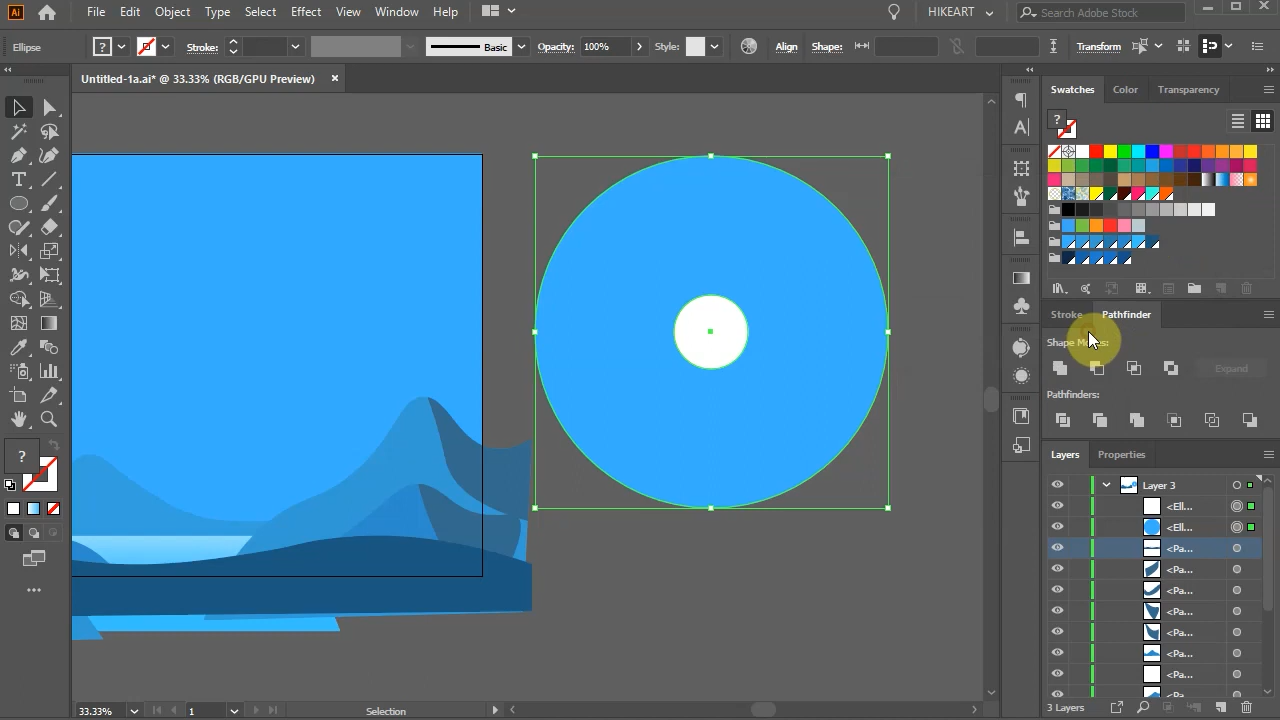 Ai File Edit Object Type Select Effect View Window Help HIKEART Search Adobe Stock
Ellipse ? Stroke: Basic Opacity: 100% Style: Align Shape: Transform
Untitled-1a.ai* @ 33.33% (RGB/GPU Preview)
Swatches Color Transparency
?
Stroke Pathfinder
Shape Modes:
Expand
Pathfinders:
Layers Properties
?
Layer 3
<Ell...
<Ell...
<Pa...
<Pa...
<Pa...
<Pa...
<Pa...
<Pa...
<Pa...
<Pa...
33.33% 1 Selection 3 Layers